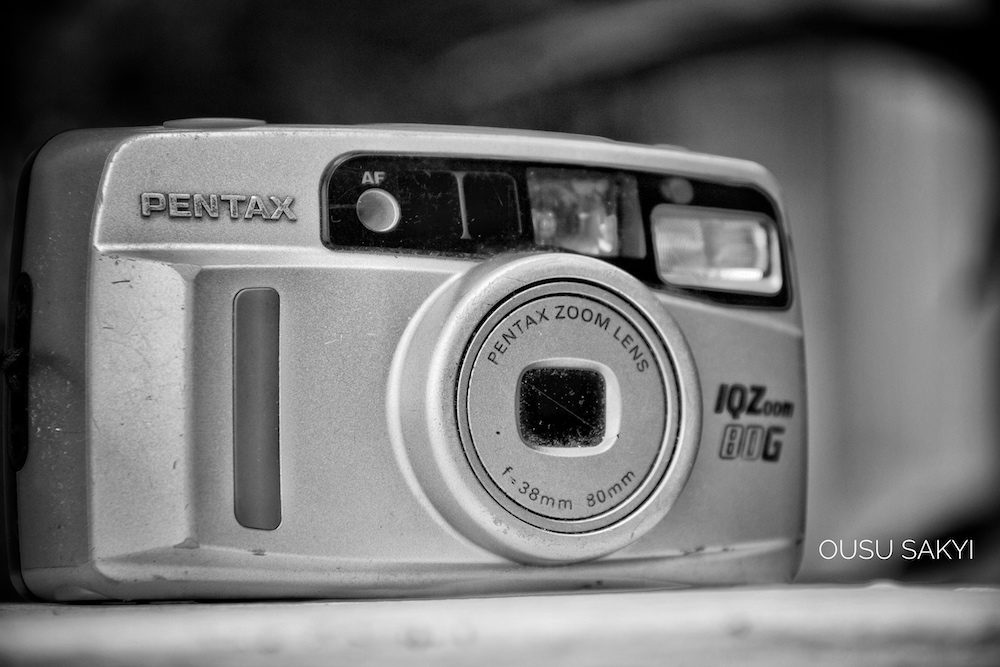 PENTAX
AF
PENTAX ZOOM LENS
f=38mm 80mm
IQZoom
80G
OUSU SAKYI